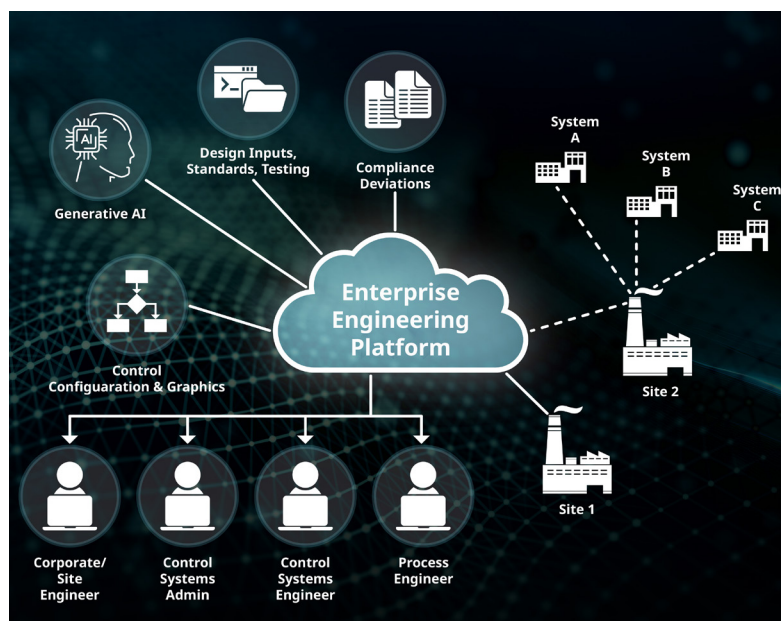 AI
Generative AI
Design Inputs,
Standards, Testing
Compliance
Deviations
System
A
System
B
System
C
Enterprise
Engineering
Platform
Control
Configuaration & Graphics
Site 2
Site 1
Corporate/
Site
Engineer
Control
Systems
Admin
Control
Systems
Engineer
Process
Engineer